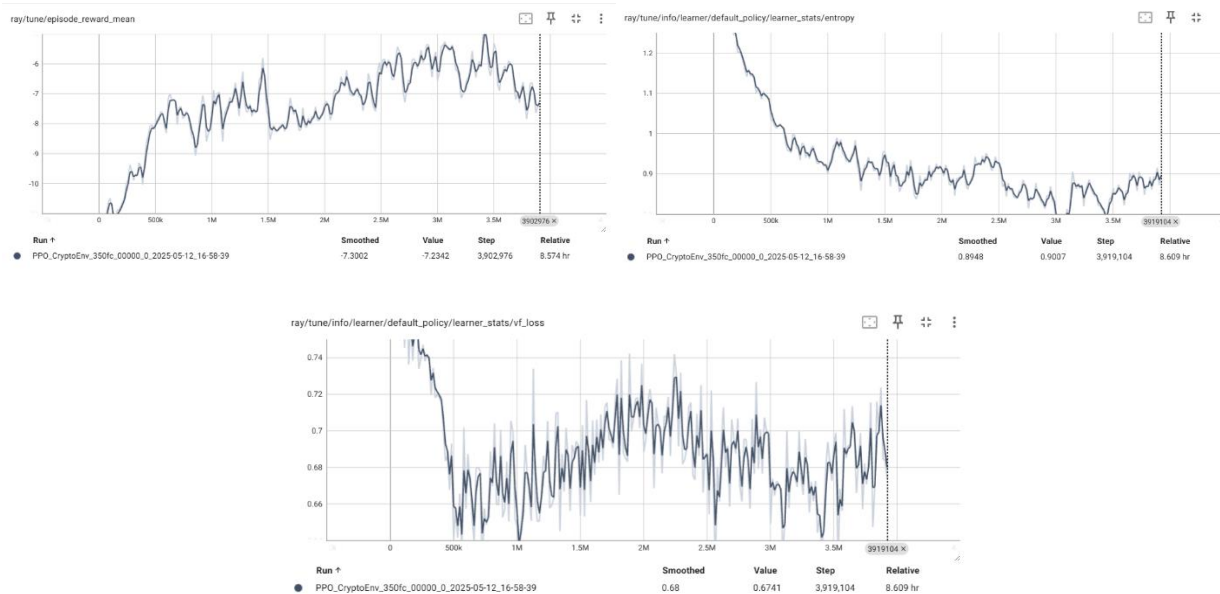 ray/tune/episode_reward_mean
-6
-7
-8
-9
-10
0 500k 1M 1.5M 2M 2.5M 3M 3.5M
3902976 ×
Run ↑ Smoothed Value Step Relative
PPO_CryptoEnv_350fc_00000_0_2025-05-12_16-58-39 -7.3002 -7.2342 3,902,976 8.574 hr
ray/tune/info/learner/default_policy/learner_stats/entropy
1.2
1.1
1
0.9
0 500k 1M 1.5M 2M 2.5M 3M 3.5M
3919104 ×
Run ↑ Smoothed Value Step Relative
PPO_CryptoEnv_350fc_00000_0_2025-05-12_16-58-39 0.8948 0.9007 3,919,104 8.609 hr
ray/tune/info/learner/default_policy/learner_stats/vf_loss
0.74
0.72
0.7
0.68
0.66
0 500k 1M 1.5M 2M 2.5M 3M 3.5M
3919104 ×
Run ↑ Smoothed Value Step Relative
PPO_CryptoEnv_350fc_00000_0_2025-05-12_16-58-39 0.68 0.6741 3,919,104 8.609 hr